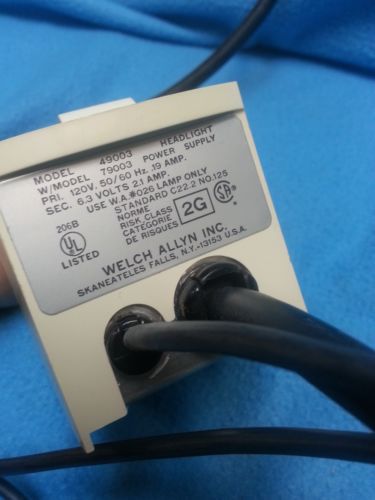 MODEL 49003 HEADLIGHT
W/MODEL 79003 POWER SUPPLY
PRI. 120V, 50/60 Hz. .19 AMP.
SEC. 6.3 VOLTS 2.1 AMP.
USE W.A.#026 LAMP ONLY
STANDARD C22.2 NO.125
NORME
RISK CLASS
CATEGORIE
DE RISQUES
2G
SA
206B
UL
LISTED
WELCH ALLYN INC.
SKANEATELES FALLS, N.Y.-13153 U.S.A.